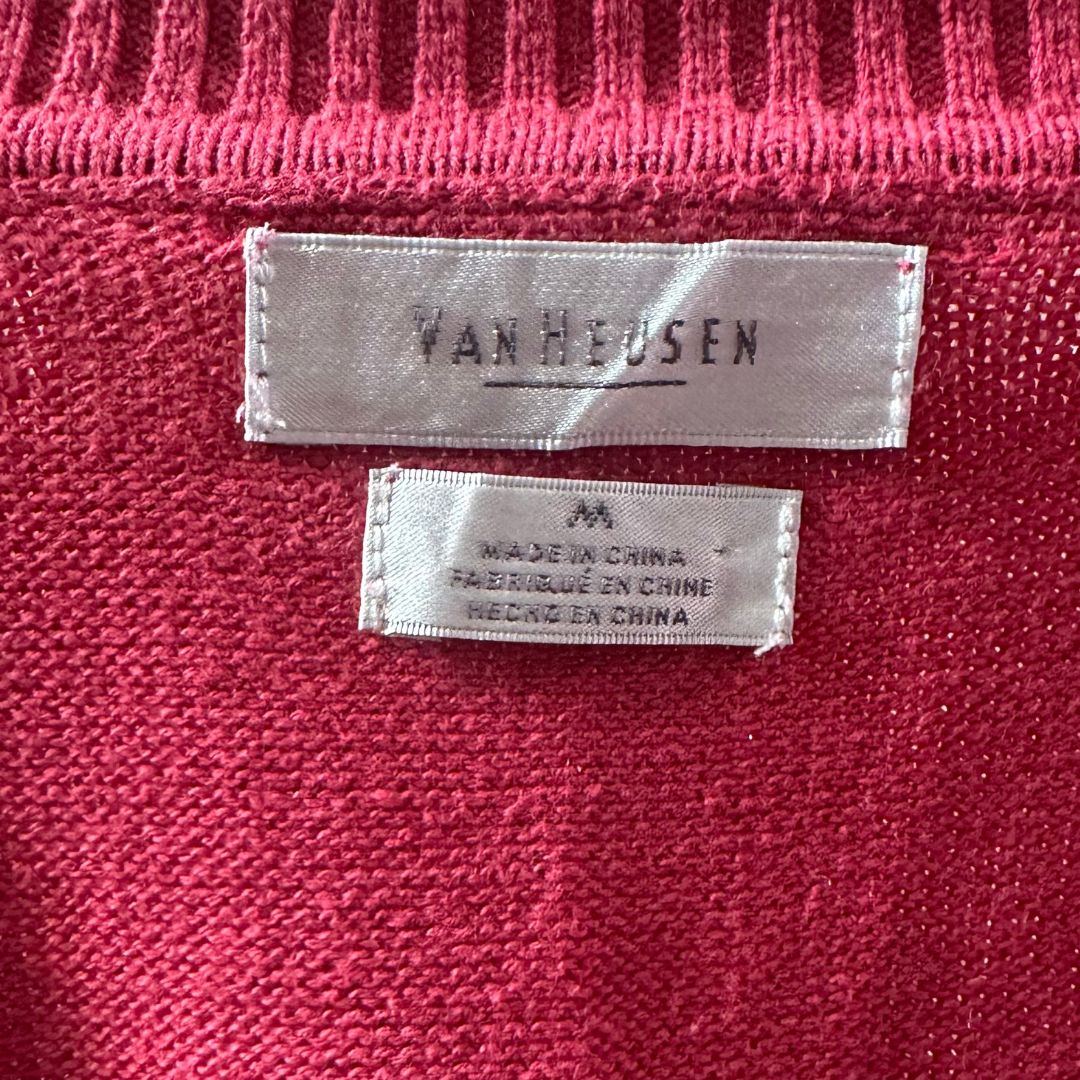 VAN HEUSEN
M
MADE IN CHINA
FABRIQUÉ EN CHINE
HECHO EN CHINA